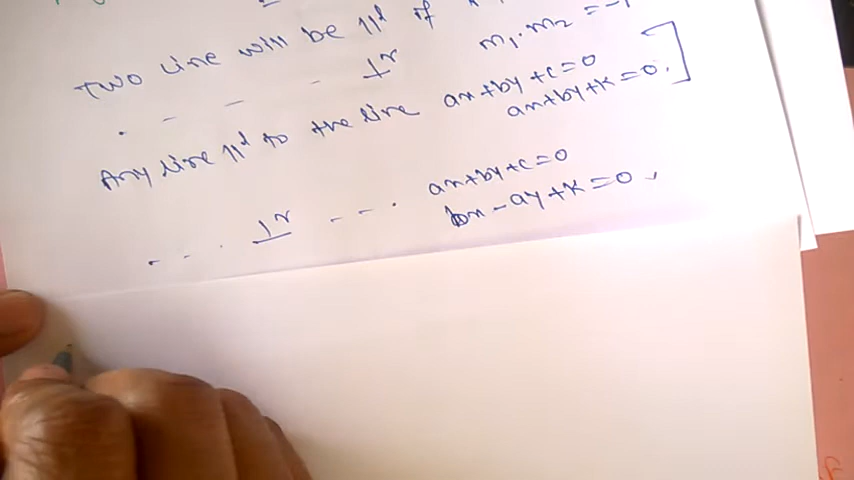 Two line will be ||l if
. - - - ⊥r m₁.m₂ = -1
Any line ||l to the line ax+by+c=0
ax+by+k=0.
. . . ⊥r - - - . ax+by+c=0
bx-ay+k=0